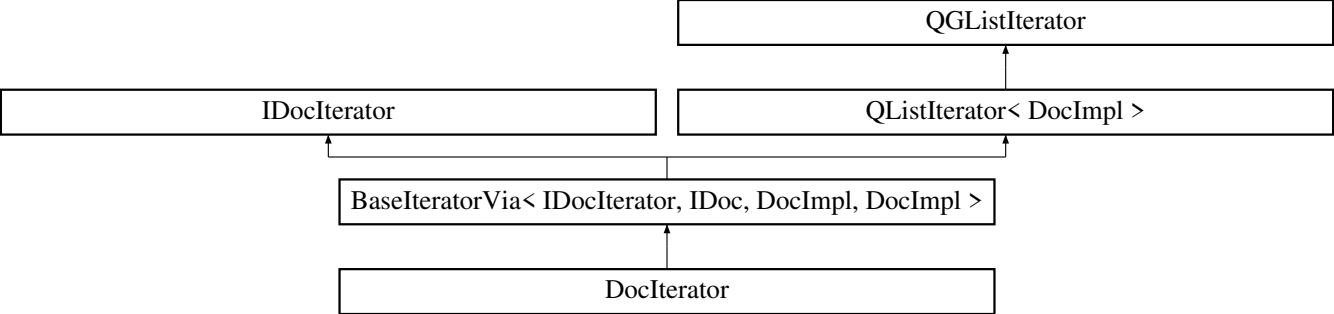 QGListIterator
IDocIterator
QListIterator< DocImpl >
BaseIteratorVia< IDocIterator, IDoc, DocImpl, DocImpl >
DocIterator